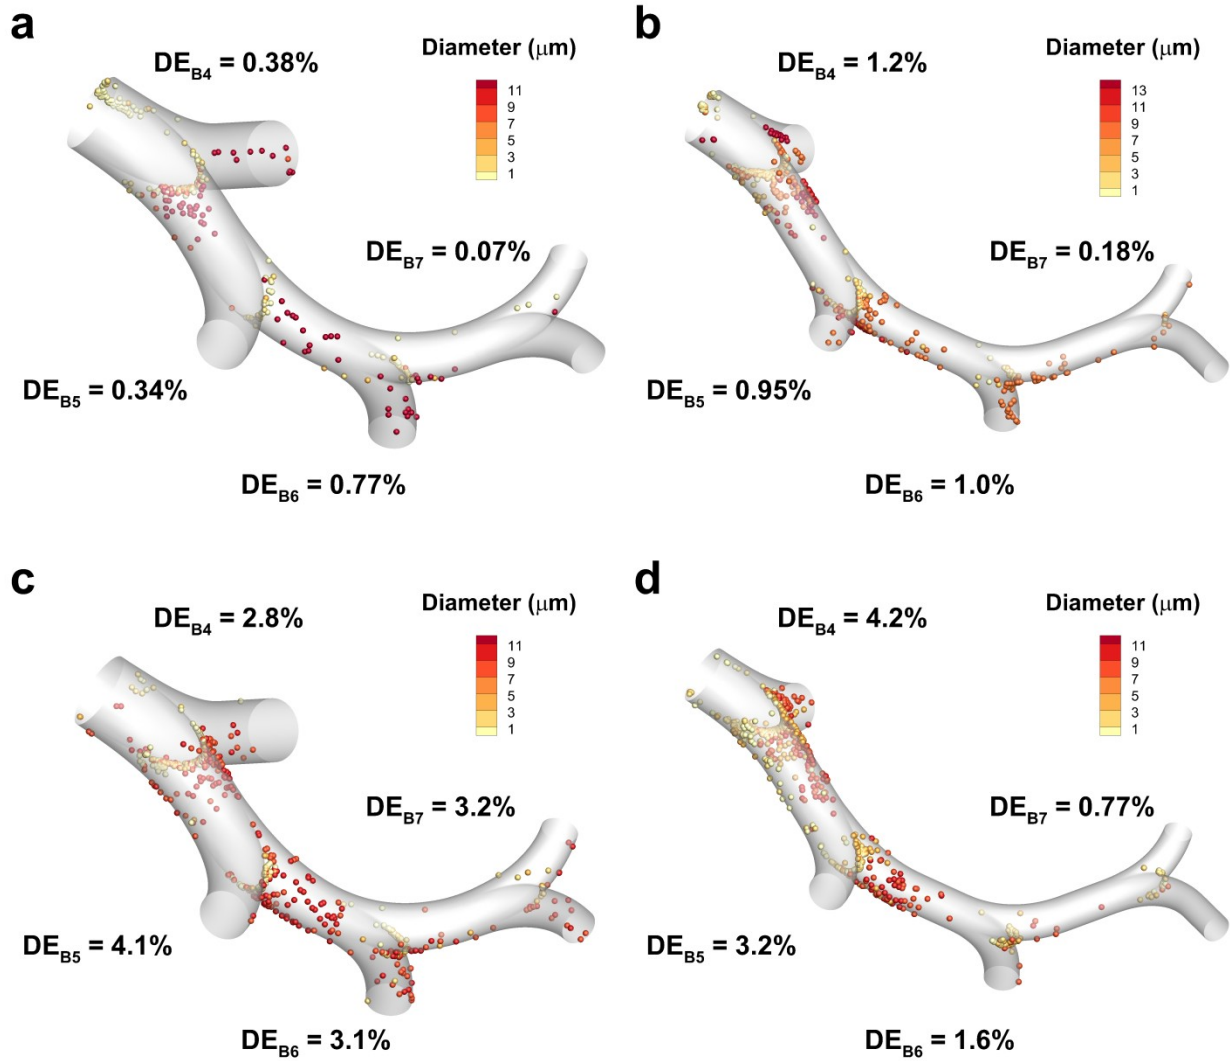 a
Diameter (μm)
DE_B4 = 0.38%
11
9
7
5
3
1
DE_B7 = 0.07%
DE_B5 = 0.34%
DE_B6 = 0.77%
b
Diameter (μm)
DE_B4 = 1.2%
13
11
9
7
5
3
1
DE_B7 = 0.18%
DE_B5 = 0.95%
DE_B6 = 1.0%
c
Diameter (μm)
DE_B4 = 2.8%
11
9
7
5
3
1
DE_B7 = 3.2%
DE_B5 = 4.1%
DE_B6 = 3.1%
d
Diameter (μm)
DE_B4 = 4.2%
11
9
7
5
3
1
DE_B7 = 0.77%
DE_B5 = 3.2%
DE_B6 = 1.6%